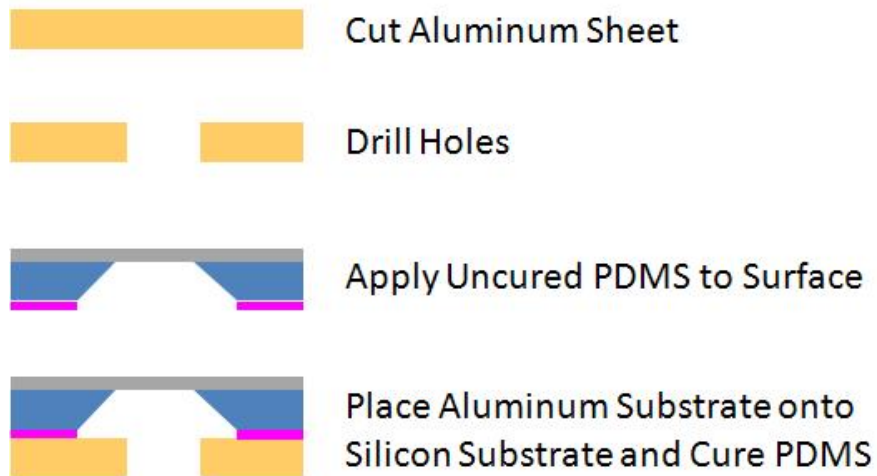 Cut Aluminum Sheet
Drill Holes
Apply Uncured PDMS to Surface
Place Aluminum Substrate onto
Silicon Substrate and Cure PDMS